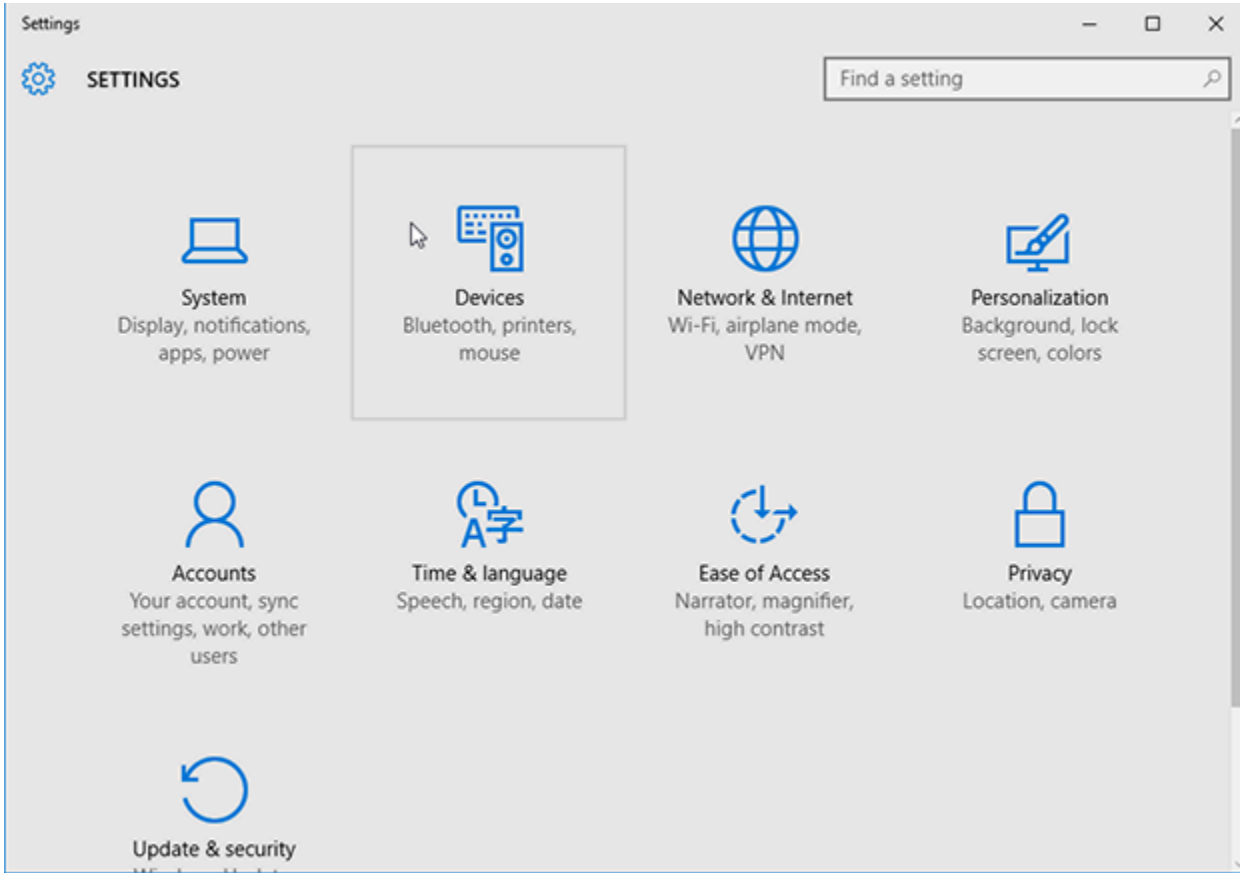 Settings
SETTINGS
Find a setting
System
Display, notifications,
apps, power
Devices
Bluetooth, printers,
mouse
Network & Internet
Wi-Fi, airplane mode,
VPN
Personalization
Background, lock
screen, colors
Accounts
Your account, sync
settings, work, other
users
Time & language
Speech, region, date
Ease of Access
Narrator, magnifier,
high contrast
Privacy
Location, camera
Update & security